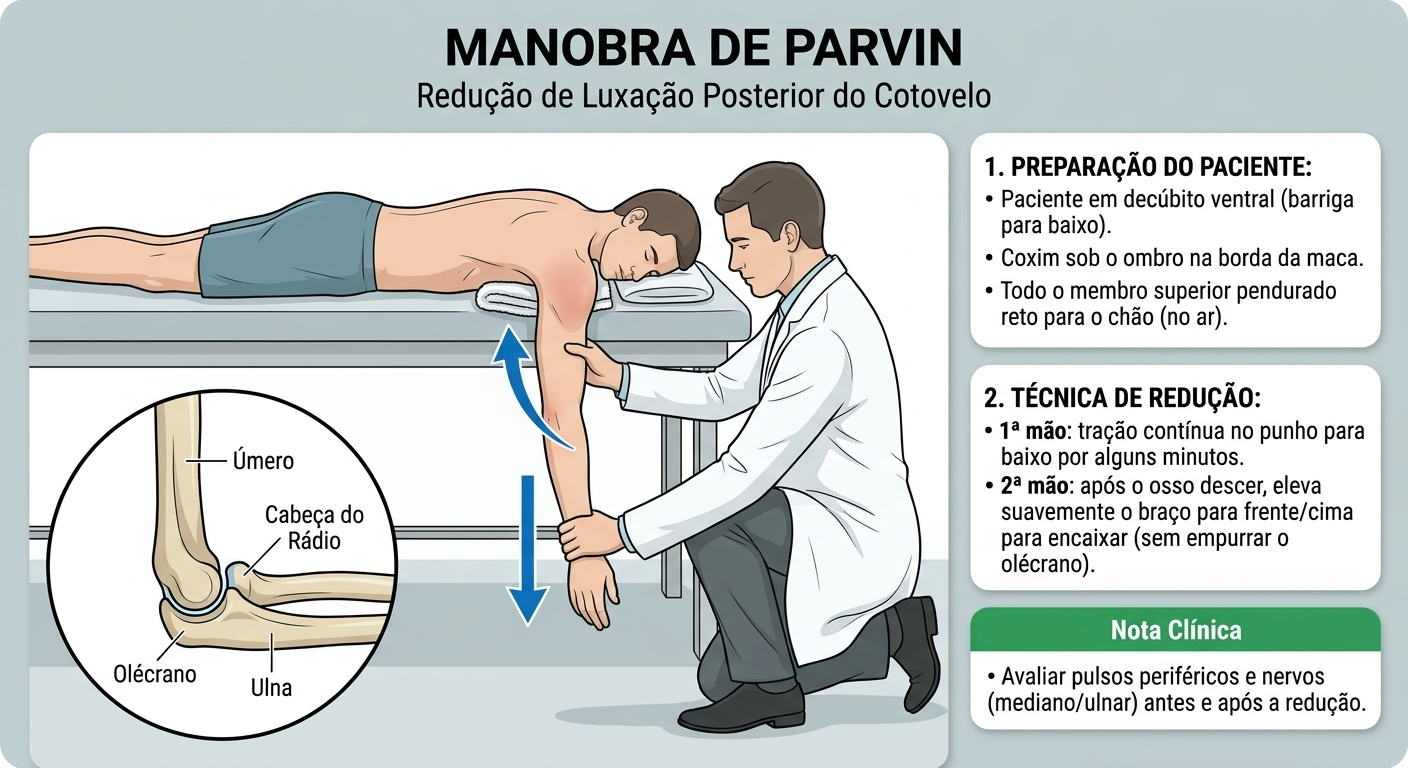 MANOBRA DE PARVIN
Redução de Luxação Posterior do Cotovelo
Úmero
Cabeça do
Rádio
Olécrano
Ulna
1. PREPARAÇÃO DO PACIENTE:
• Paciente em decúbito ventral (barriga
para baixo).
• Coxim sob o ombro na borda da maca.
• Todo o membro superior pendurado
reto para o chão (no ar).
2. TÉCNICA DE REDUÇÃO:
• 1ª mão: tração contínua no punho para
baixo por alguns minutos.
• 2ª mão: após o osso descer, eleva
suavemente o braço para frente/cima
para encaixar (sem empurrar o
olécrano).
Nota Clínica
• Avaliar pulsos periféricos e nervos
(mediano/ulnar) antes e após a redução.